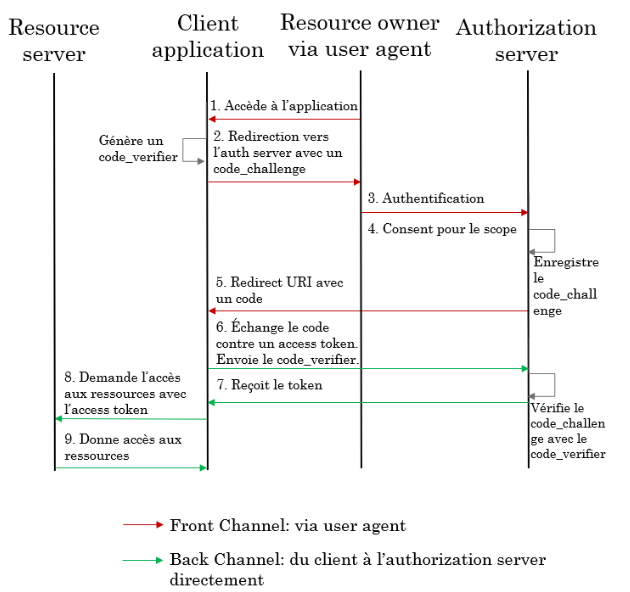 Resource
server
Client
application
Resource owner
via user agent
Authorization
server
1. Accède à l'application
Génère un
code_verifier
2. Redirection vers
l'auth server avec un
code_challenge
3. Authentification
4. Consent pour le scope
Enregistre
le
code_chall
enge
5. Redirect URI avec
un code
6. Échange le code
contre un access token.
Envoie le code_verifier.
7. Reçoit le token
Vérifie le
code_challen
ge avec le
code_verifier
8. Demande l'accès
aux ressources avec
l'access token
9. Donne accès aux
ressources
Front Channel: via user agent
Back Channel: du client à l'authorization server
directement